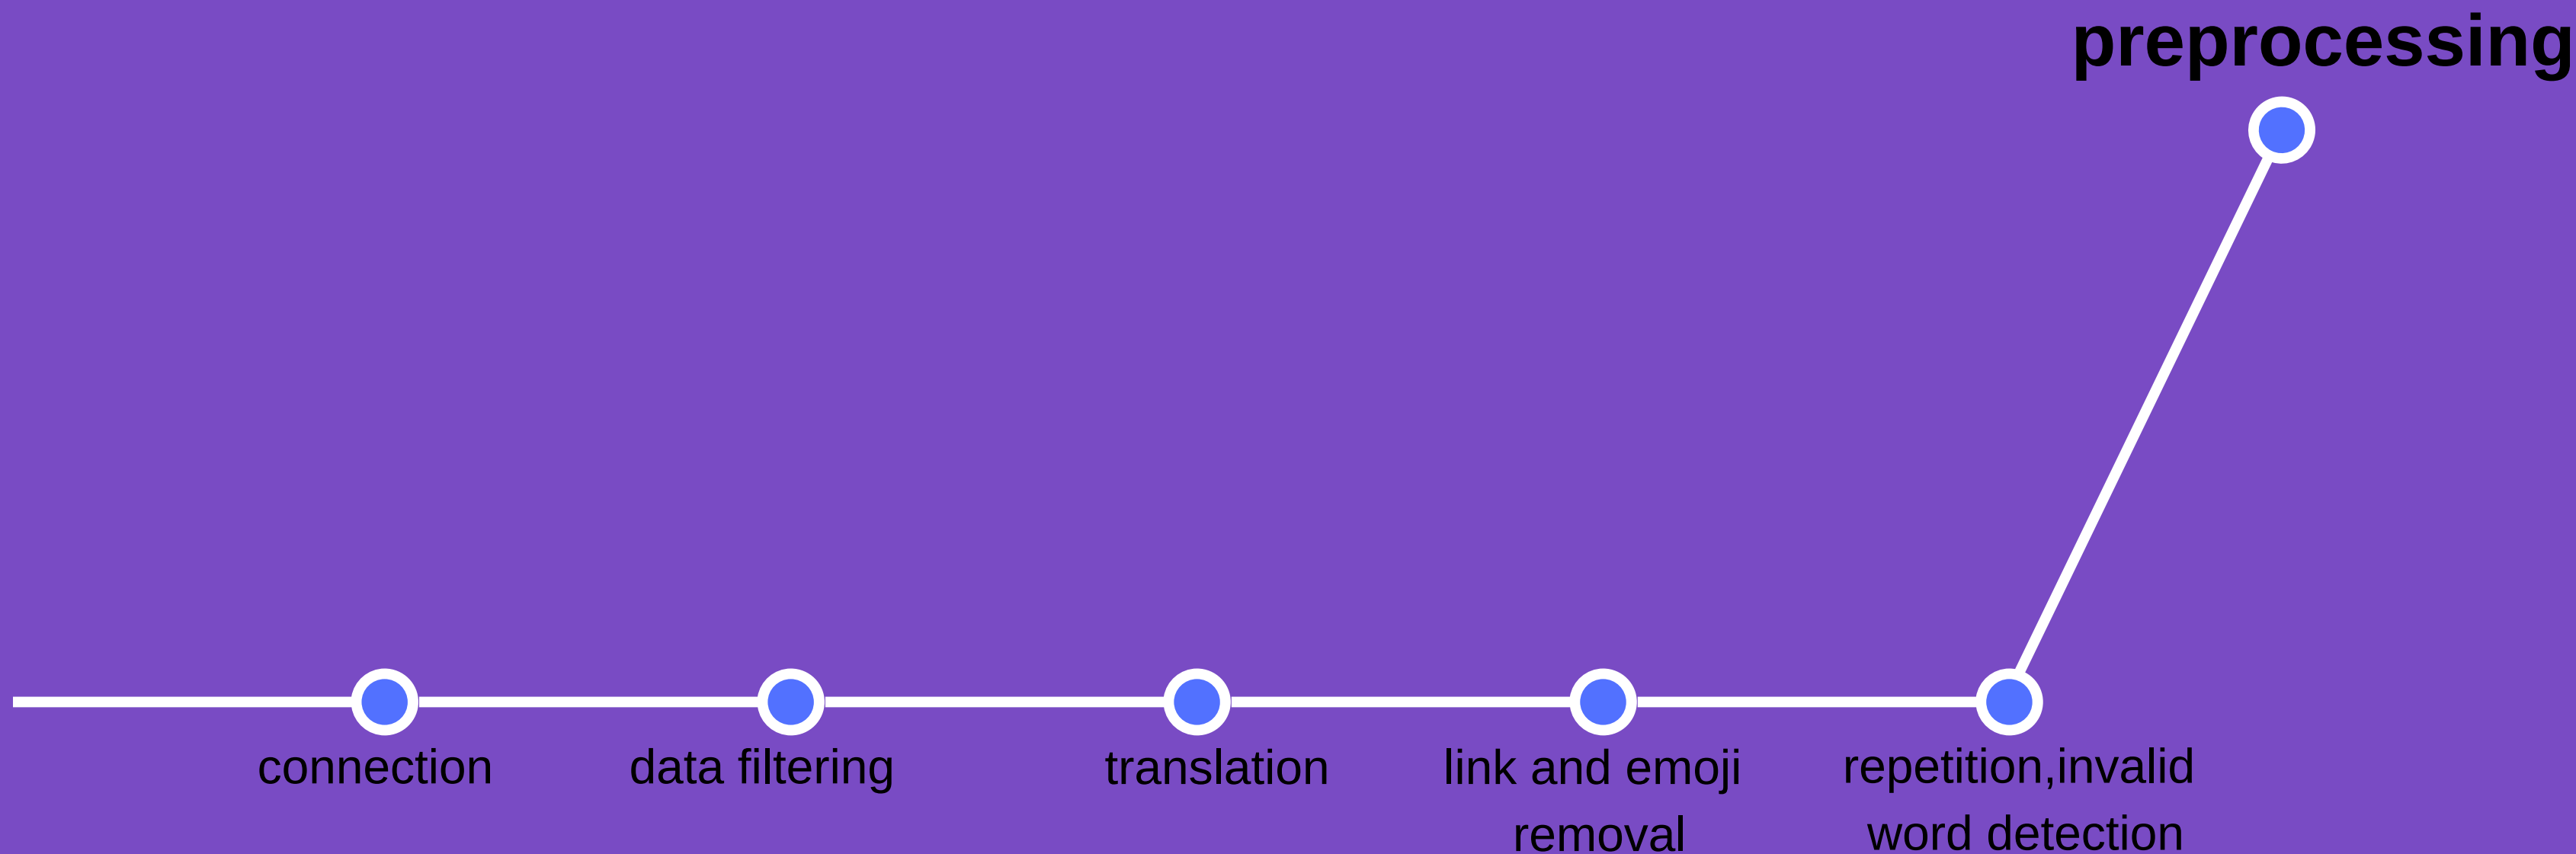 preprocessing
connection
data filtering
translation
link and emoji
removal
repetition,invalid
word detection